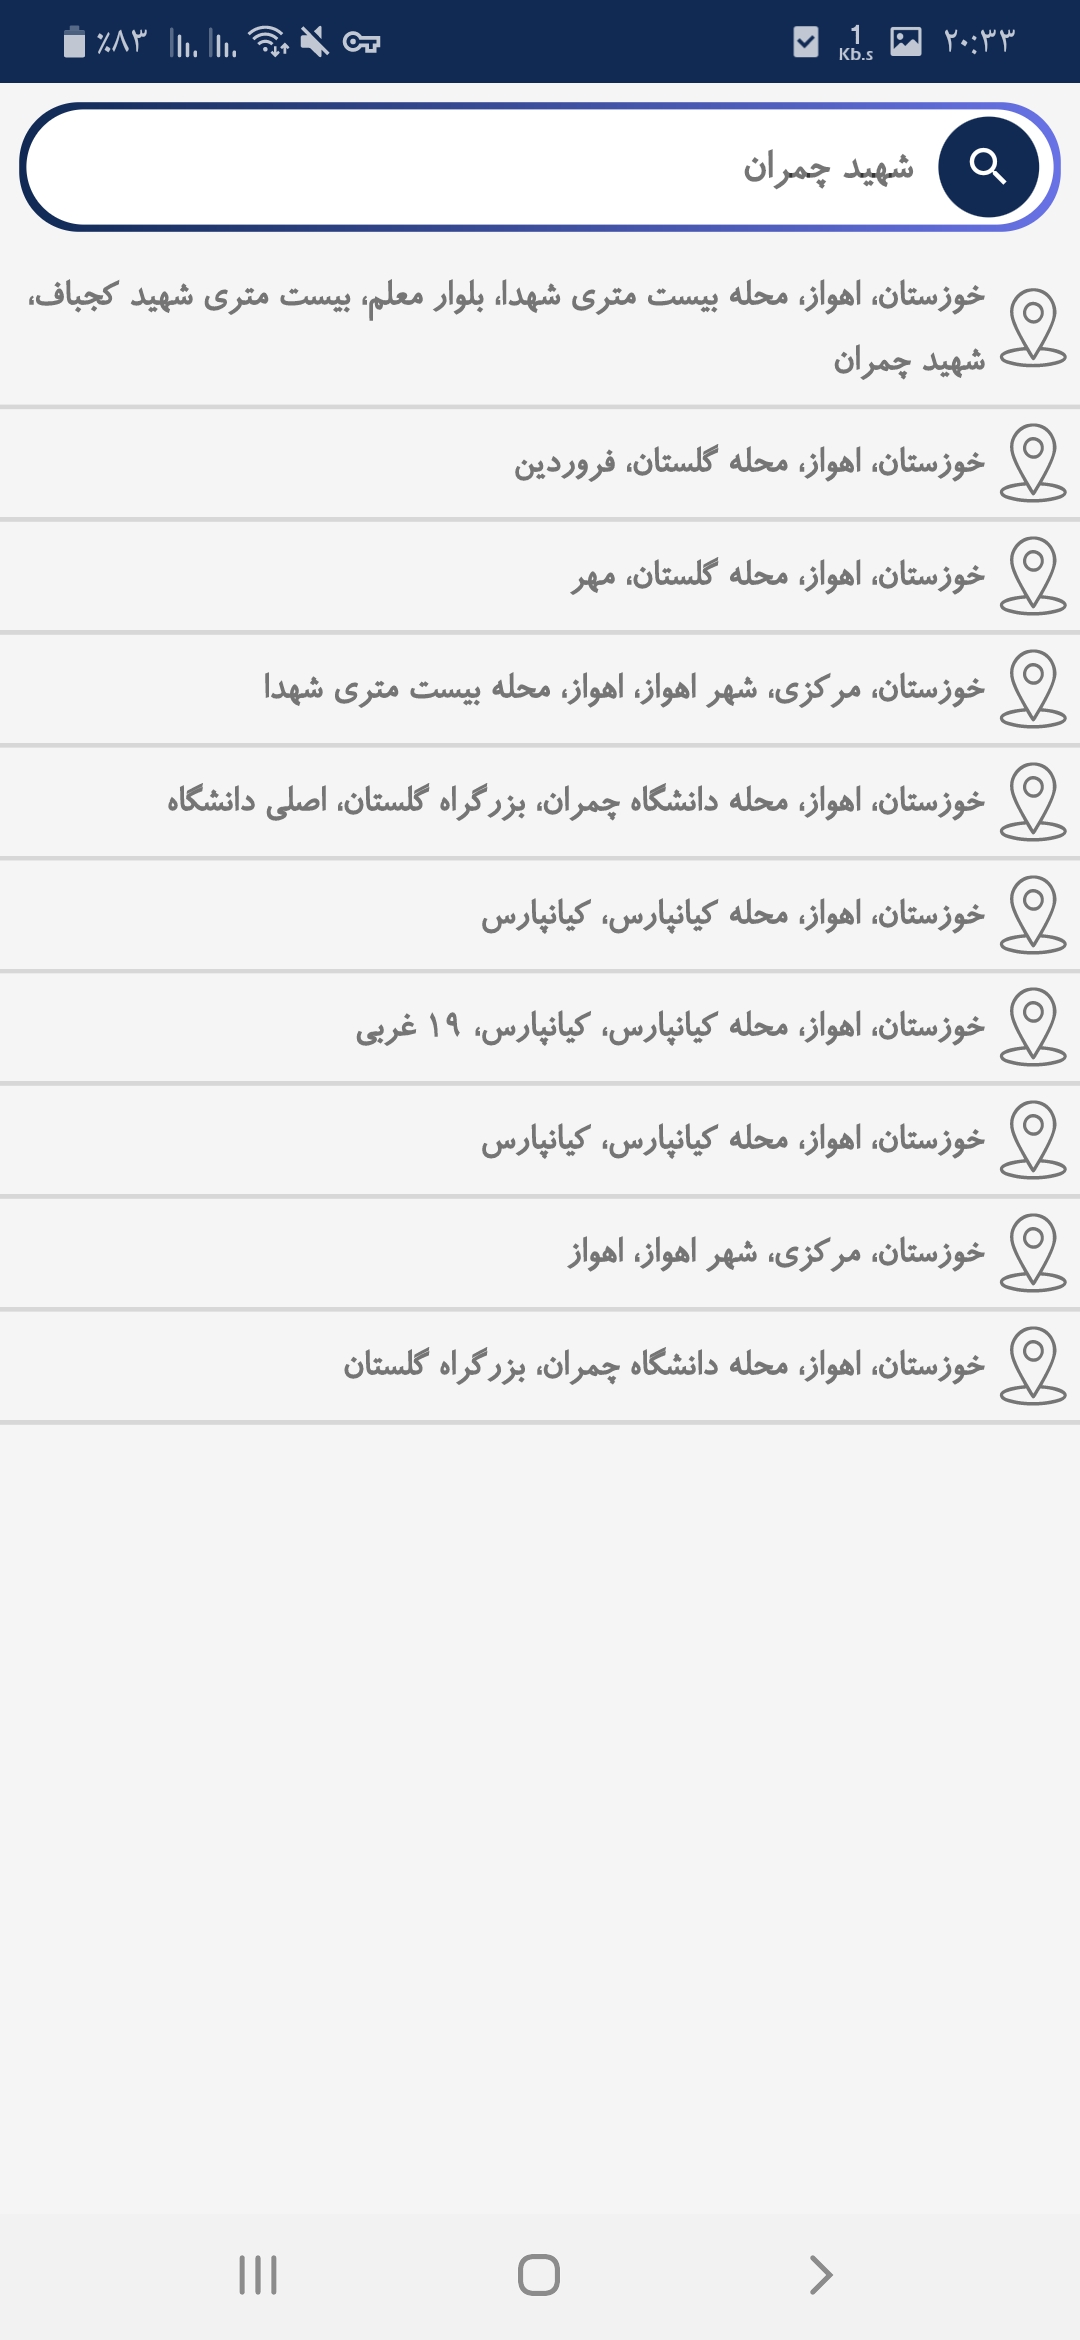 ۲۰:۳۳
1
Kb.s
٪۸۳
شهید چمران
خوزستان، اهواز، محله بیست متری شهدا، بلوار معلم، بیست متری شهید کجباف،
شهید چمران
خوزستان، اهواز، محله گلستان، فروردین
خوزستان، اهواز، محله گلستان، مهر
خوزستان، مرکزی، شهر اهواز، اهواز، محله بیست متری شهدا
خوزستان، اهواز، محله دانشگاه چمران، بزرگراه گلستان، اصلی دانشگاه
خوزستان، اهواز، محله کیانپارس، کیانپارس
خوزستان، اهواز، محله کیانپارس، کیانپارس، ۱۹ غربی
خوزستان، اهواز، محله کیانپارس، کیانپارس
خوزستان، مرکزی، شهر اهواز، اهواز
خوزستان، اهواز، محله دانشگاه چمران، بزرگراه گلستان